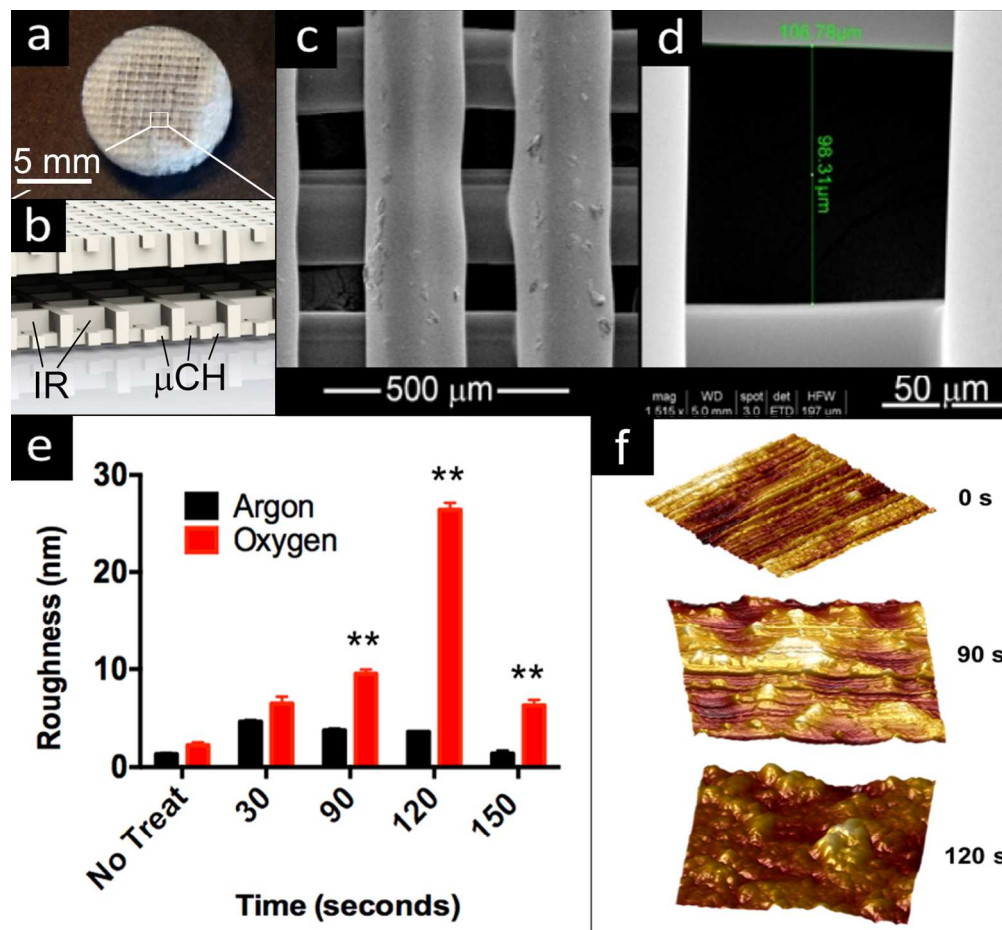 a
5 mm
b
IR
μCH
c
500 μm
d
106.78μm
98.31μm
mag WD spot det HFW
1 515 x 5.0 mm 3.0 ETD 197 um
50 μm
e
Roughness (nm)
30
20
10
0
Argon
Oxygen
**
**
**
No Treat
30
90
120
150
Time (seconds)
f
0 s
90 s
120 s